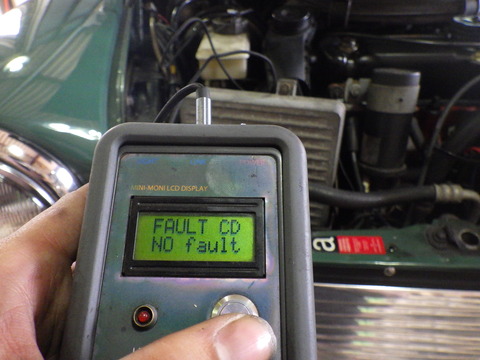 MINI-MONI LCD DISPLAY
FAULT CD
NO fault